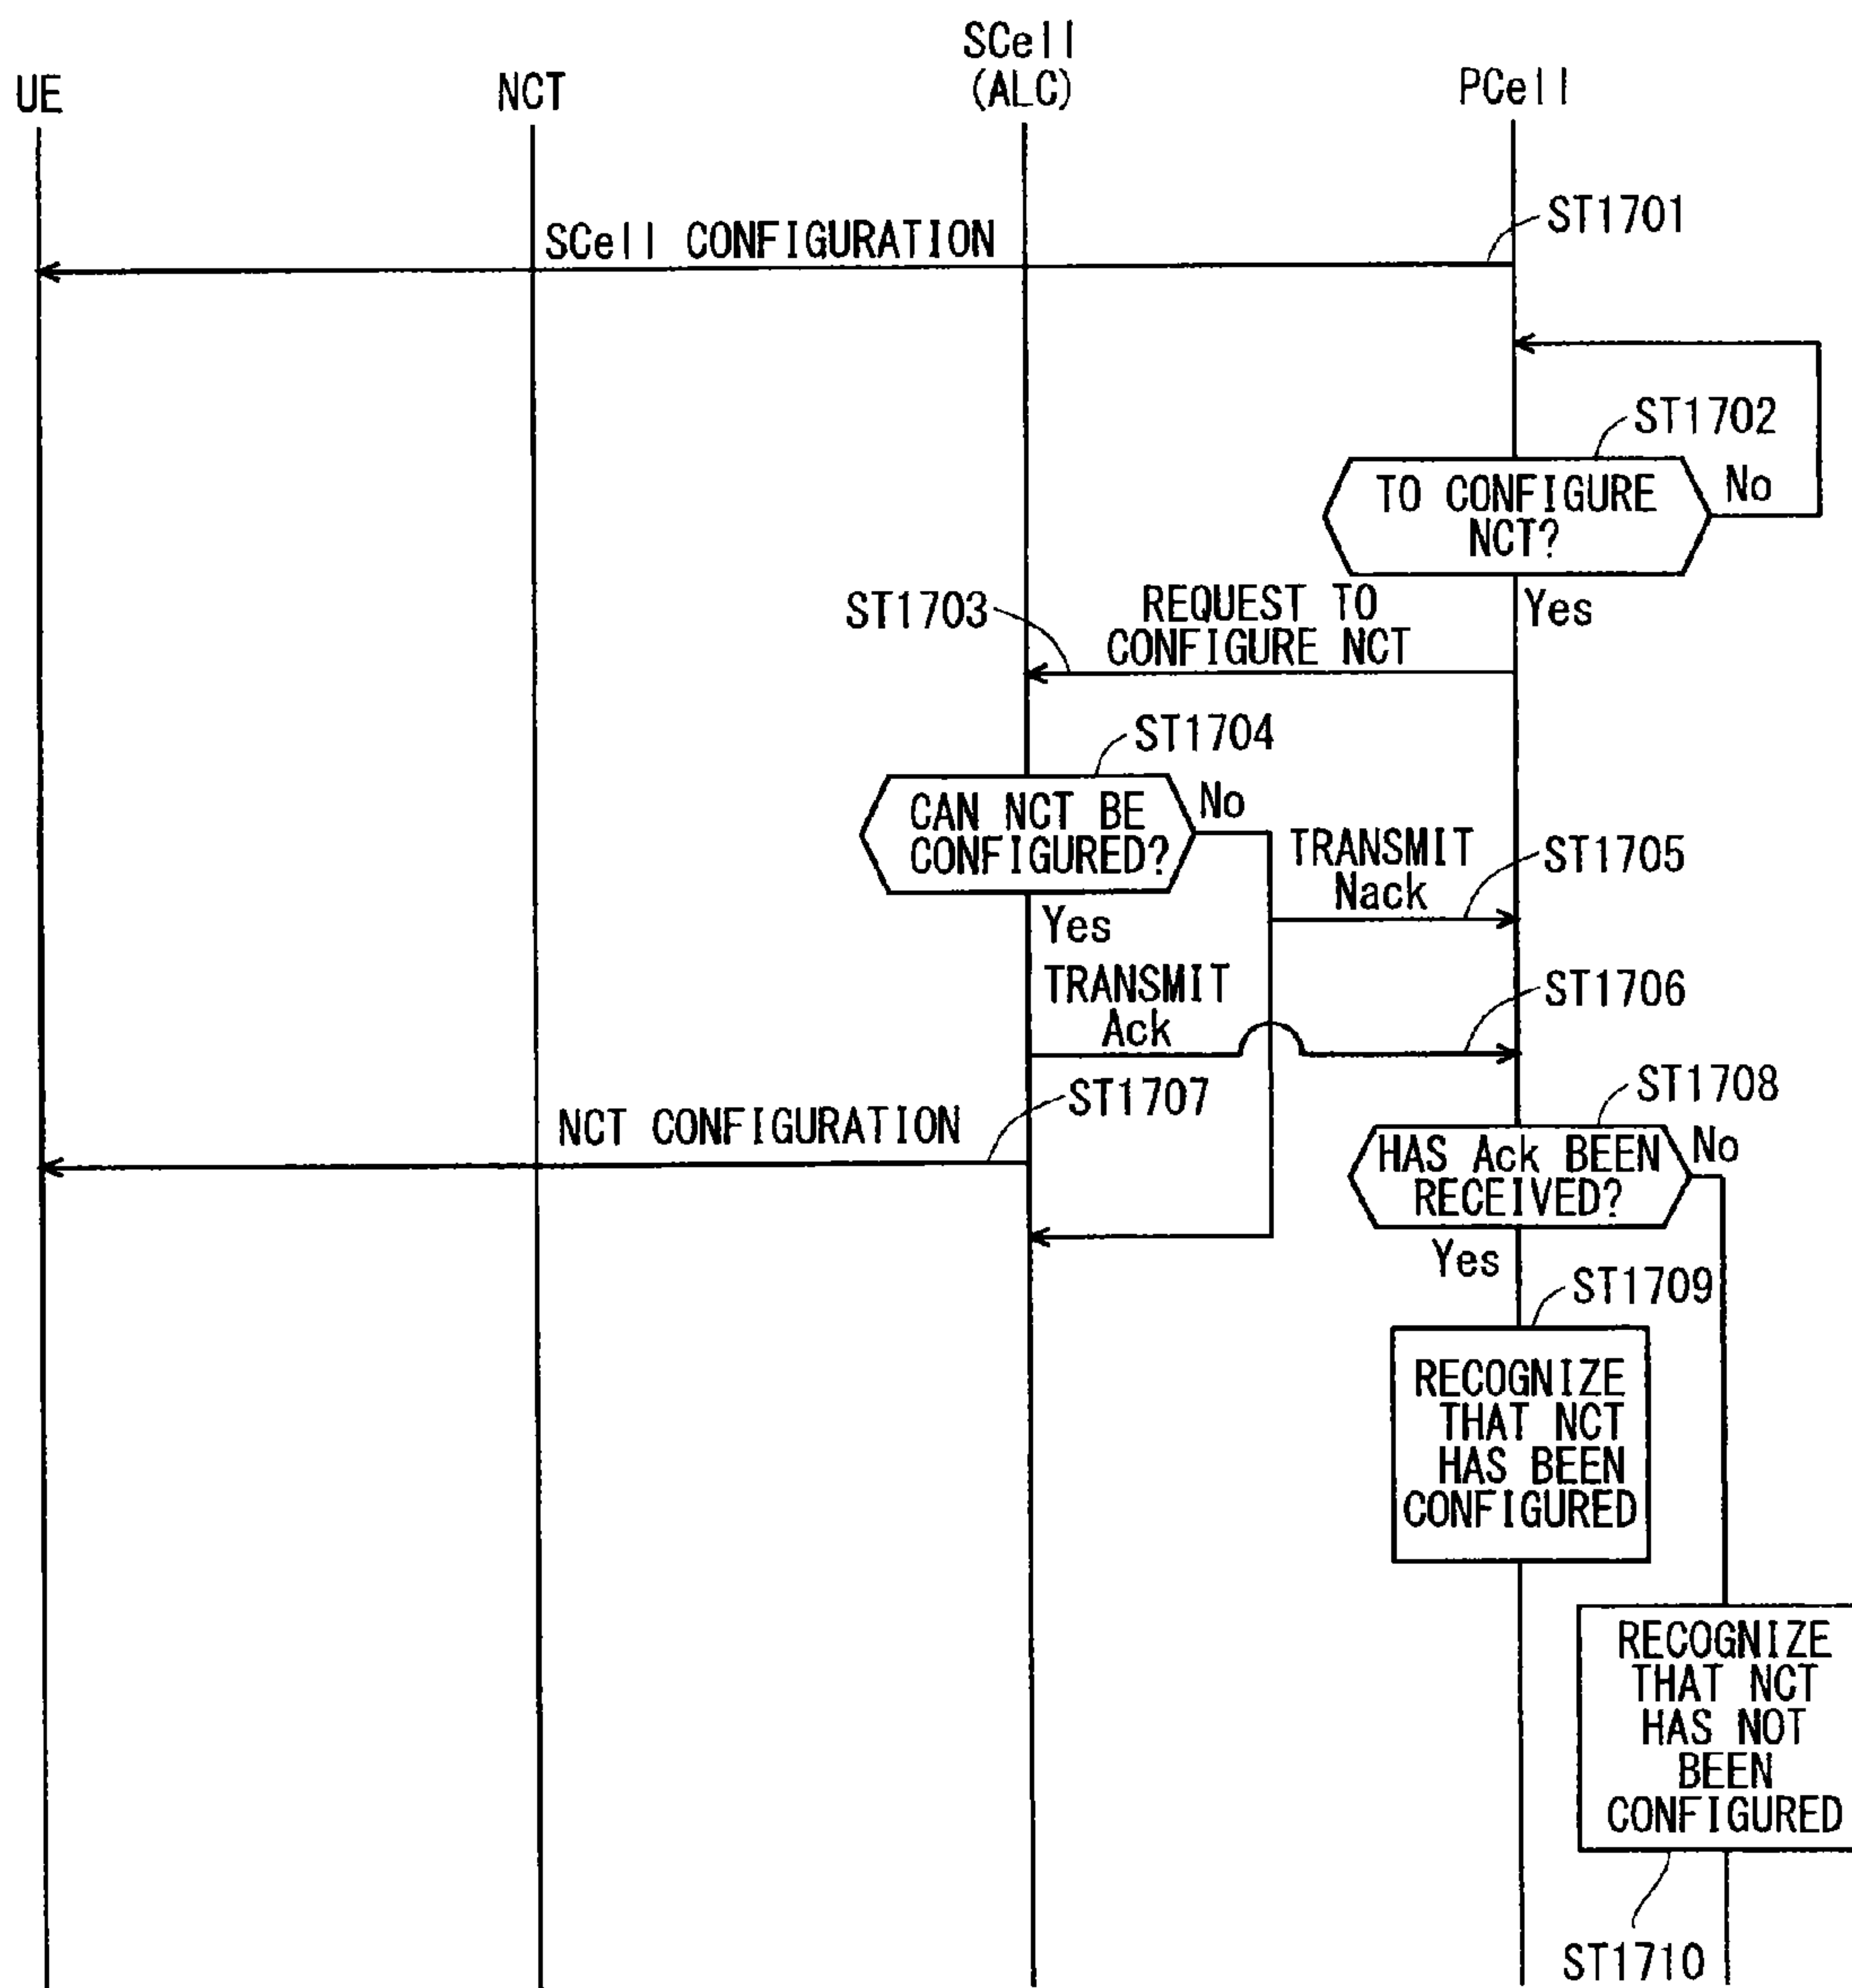 UE
NCT
SCell
(ALC)
PCell
ST1701
SCell CONFIGURATION
ST1702
TO CONFIGURE
NCT?
No
Yes
ST1703
REQUEST TO
CONFIGURE NCT
ST1704
CAN NCT BE
CONFIGURED?
No
Yes
TRANSMIT
Nack
ST1705
TRANSMIT
Ack
ST1706
NCT CONFIGURATION
ST1707
ST1708
HAS Ack BEEN
RECEIVED?
No
Yes
ST1709
RECOGNIZE
THAT NCT
HAS BEEN
CONFIGURED
RECOGNIZE
THAT NCT
HAS NOT
BEEN
CONFIGURED
ST1710